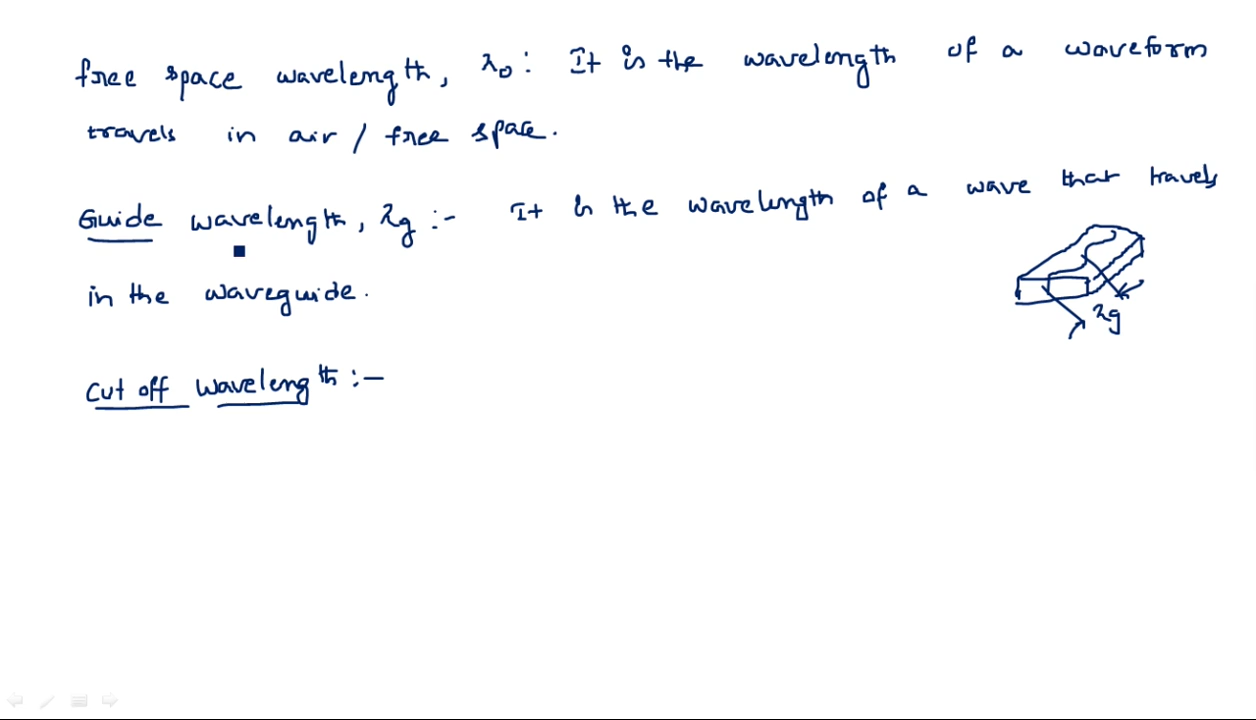 free space wavelength, λ₀ : It is the wavelength of a waveform
travels in air / free space.
Guide wavelength, λg :- It is the wavelength of a wave that travels
in the waveguide.
λg
Cut off wavelength :-